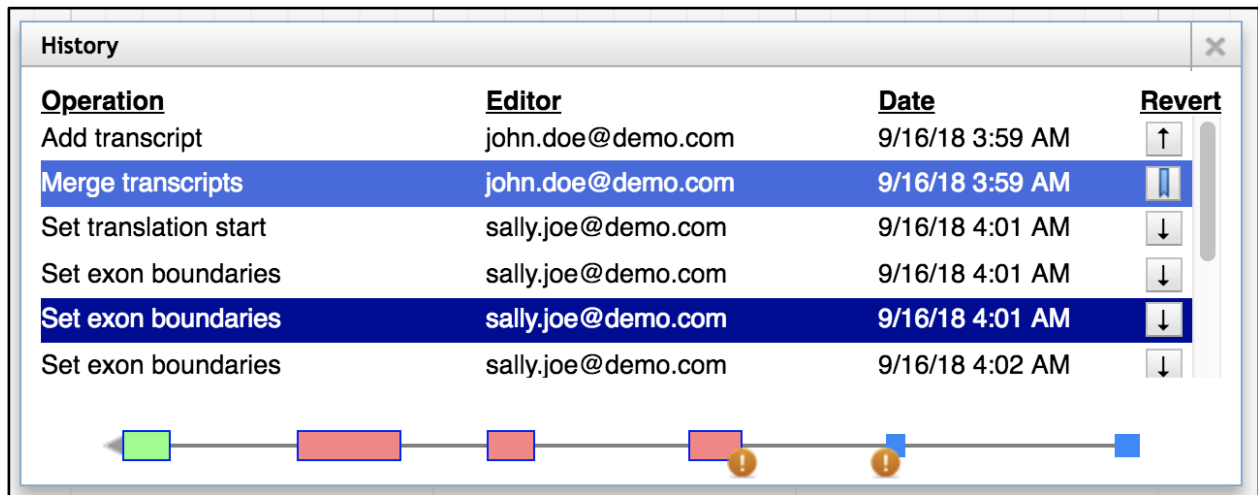 History
Operation Editor Date Revert
Add transcript john.doe@demo.com 9/16/18 3:59 AM ↑
Merge transcripts john.doe@demo.com 9/16/18 3:59 AM
Set translation start sally.joe@demo.com 9/16/18 4:01 AM ↓
Set exon boundaries sally.joe@demo.com 9/16/18 4:01 AM ↓
Set exon boundaries sally.joe@demo.com 9/16/18 4:01 AM ↓
Set exon boundaries sally.joe@demo.com 9/16/18 4:02 AM ↓
! !